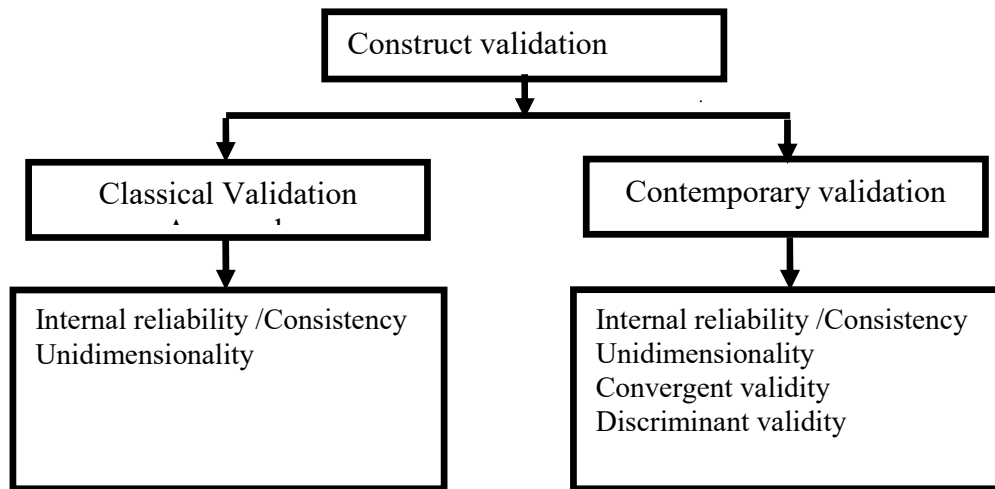 Construct validation
Classical Validation
Contemporary validation
Internal reliability /Consistency
Unidimensionality
Internal reliability /Consistency
Unidimensionality
Convergent validity
Discriminant validity